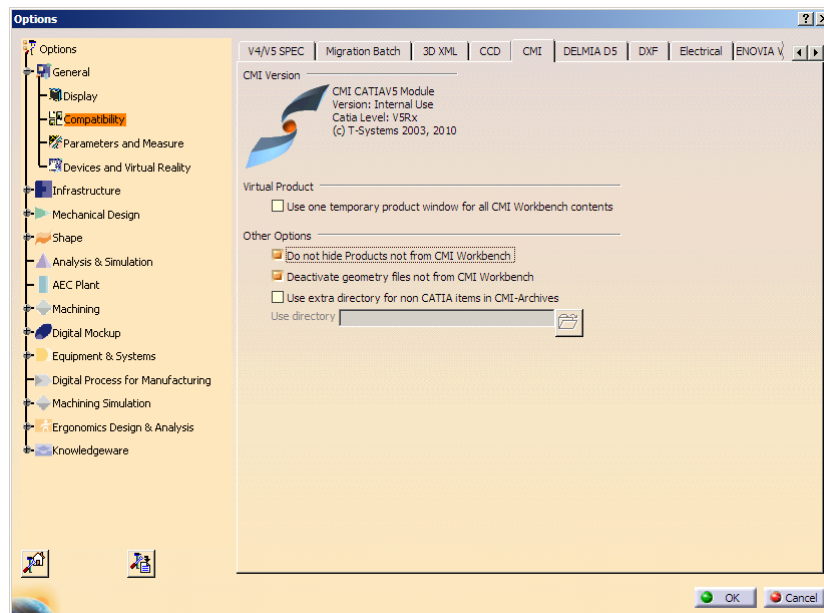 Options
Options
General
Display
Compatibility
Parameters and Measure
Devices and Virtual Reality
Infrastructure
Mechanical Design
Shape
Analysis & Simulation
AEC Plant
Machining
Digital Mockup
Equipment & Systems
Digital Process for Manufacturing
Machining Simulation
Ergonomics Design & Analysis
Knowledgeware
V4/V5 SPEC Migration Batch 3D XML CCD CMI DELMIA D5 DXF Electrical ENOVIA V
CMI Version
CMI CATIAV5 Module
Version: Internal Use
Catia Level: V5Rx
(c) T-Systems 2003, 2010
Virtual Product
Use one temporary product window for all CMI Workbench contents
Other Options
Do not hide Products not from CMI Workbench
Deactivate geometry files not from CMI Workbench
Use extra directory for non CATIA items in CMI-Archives
Use directory
OK Cancel